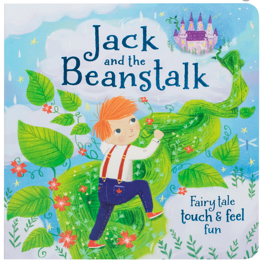 Jack
and the
Beanstalk
Fairy tale
touch & feel
fun